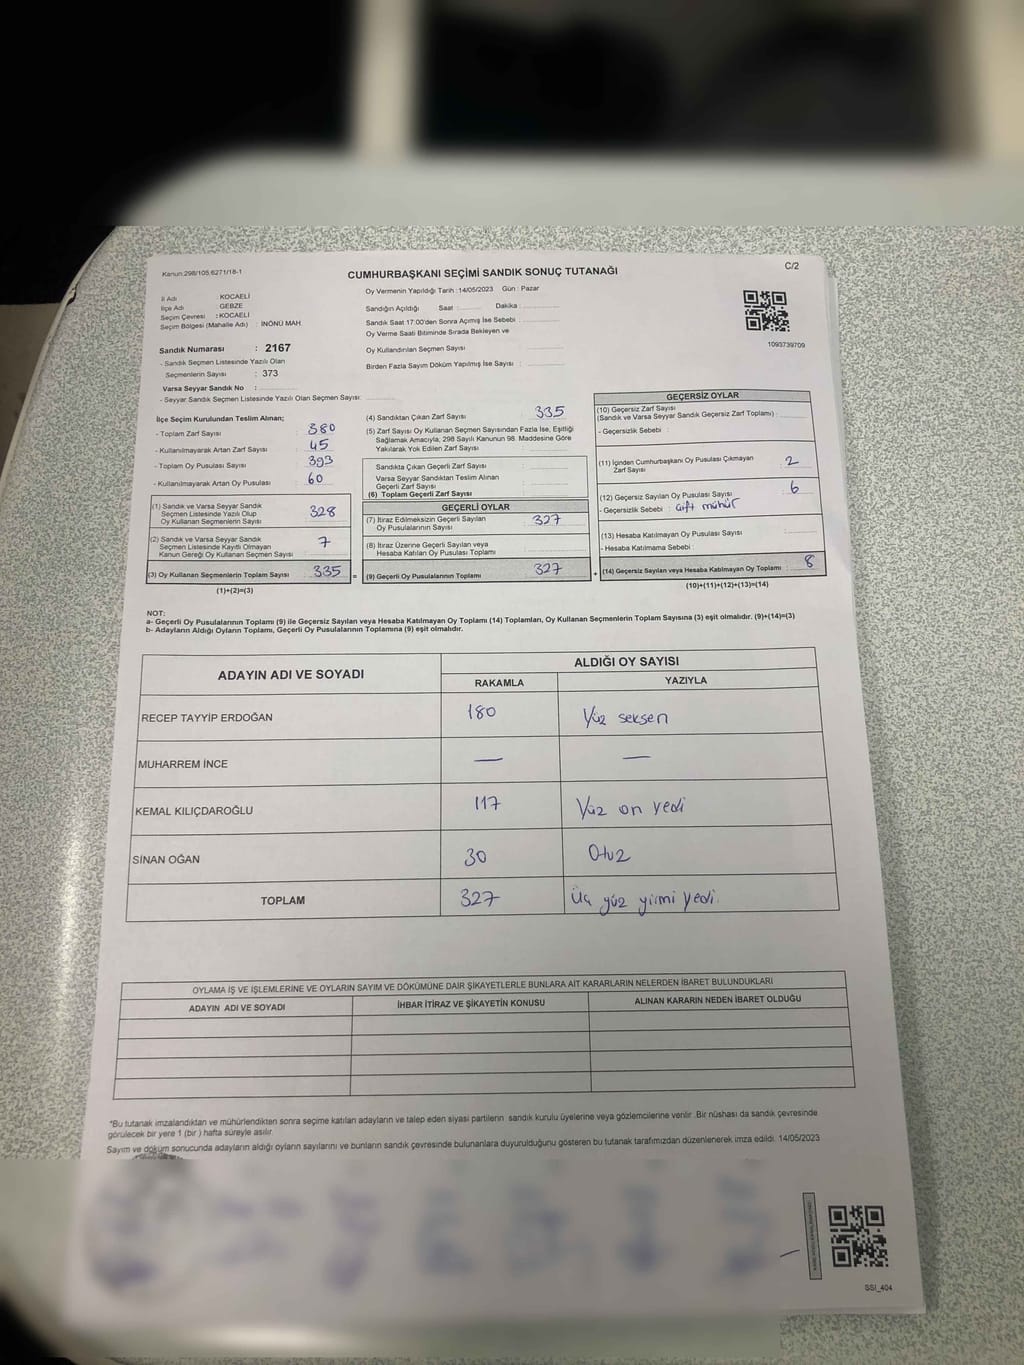 Kanun:298/105,6271/18-1
CUMHURBAŞKANI SEÇİMİ SANDIK SONUÇ TUTANAĞI
C/2
Oy Vermenin Yapıldığı Tarih :14/05/2023 Gün : Pazar
İl Adı : KOCAELİ
İlçe Adı : GEBZE
Seçim Çevresi : KOCAELİ
Seçim Bölgesi (Mahalle Adı) : İNÖNÜ MAH.
Sandık Numarası : 2167
- Sandık Seçmen Listesinde Yazılı Olan
Seçmenlerin Sayısı : 373
Varsa Seyyar Sandık No :
- Seyyar Sandık Seçmen Listesinde Yazılı Olan Seçmen Sayısı:
Sandığın Açıldığı Saat : Dakika :
Sandık Saat 17:00'den Sonra Açımış İse Sebebi :
Oy Verme Saati Bitiminde Sırada Bekleyen ve
Oy Kullandırılan Seçmen Sayısı :
Birden Fazla Sayım Döküm Yapılmış İse Sayısı :
1093739709
İlçe Seçim Kurulundan Teslim Alınan;
- Toplam Zarf Sayısı : 380
- Kullanılmayarak Artan Zarf Sayısı : 45
- Toplam Oy Pusulası Sayısı : 393
- Kullanılmayarak Artan Oy Pusulası : 60
(1) Sandık ve Varsa Seyyar Sandık
Seçmen Listesinde Yazılı Olup
Oy Kullanan Seçmenlerin Sayısı : 328
(2) Sandık ve Varsa Seyyar Sandık
Seçmen Listesinde Kayıtlı Olmayan
Kanun Gereği Oy Kullanan Seçmen Sayısı : 7
(3) Oy Kullanan Seçmenlerin Toplam Sayısı : 335 =
(1)+(2)=(3)
(4) Sandıktan Çıkan Zarf Sayısı : 335
(5) Zarf Sayısı Oy Kullanan Seçmen Sayısından Fazla İse, Eşitliği
Sağlamak Amacıyla, 298 Sayılı Kanunun 98. Maddesine Göre
Yakılarak Yok Edilen Zarf Sayısı :
Sandıkta Çıkan Geçerli Zarf Sayısı :
Varsa Seyyar Sandıktan Teslim Alınan
Geçerli Zarf Sayısı :
(6) Toplam Geçerli Zarf Sayısı :
GEÇERLİ OYLAR
(7) İtiraz Edilmeksizin Geçerli Sayılan
Oy Pusulalarının Sayısı : 327
(8) İtiraz Üzerine Geçerli Sayılan veya
Hesaba Katılan Oy Pusulası Toplamı :
(9) Geçerli Oy Pusulalarının Toplamı : 327 +
GEÇERSİZ OYLAR
(10) Geçersiz Zarf Sayısı
(Sandık ve Varsa Seyyar Sandık Geçersiz Zarf Toplamı) :
- Geçersizlik Sebebi :
(11) İçinden Cumhurbaşkanı Oy Pusulası Çıkmayan
Zarf Sayısı : 2
(12) Geçersiz Sayılan Oy Pusulası Sayısı : 6
- Geçersizlik Sebebi : Çift mühür
(13) Hesaba Katılmayan Oy Pusulası Sayısı :
- Hesaba Katılmama Sebebi :
(14) Geçersiz Sayılan veya Hesaba Katılmayan Oy Toplamı : 8
(10)+(11)+(12)+(13)=(14)
NOT:
a- Geçerli Oy Pusulalarının Toplamı (9) ile Geçersiz Sayılan veya Hesaba Katılmayan Oy Toplamı (14) Toplamları, Oy Kullanan Seçmenlerin Toplam Sayısına (3) eşit olmalıdır. (9)+(14)=(3)
b- Adayların Aldığı Oyların Toplamı, Geçerli Oy Pusulalarının Toplamına (9) eşit olmalıdır.
ADAYIN ADI VE SOYADI
ALDIĞI OY SAYISI
RAKAMLA YAZIYLA
RECEP TAYYİP ERDOĞAN 180 Yüz seksen
MUHARREM İNCE — —
KEMAL KILIÇDAROĞLU 117 Yüz on yedi
SİNAN OĞAN 30 Otuz
TOPLAM 327 Üç yüz yirmi yedi.
OYLAMA İŞ VE İŞLEMLERİNE VE OYLARIN SAYIM VE DÖKÜMÜNE DAİR ŞİKAYETLERLE BUNLARA AİT KARARLARIN NELERDEN İBARET BULUNDUKLARI
ADAYIN ADI VE SOYADI İHBAR İTİRAZ VE ŞİKAYETİN KONUSU ALINAN KARARIN NEDEN İBARET OLDUĞU
*Bu tutanak imzalandıktan ve mühürlendikten sonra seçime katılan adayların ve talep eden siyasi partilerin sandık kurulu üyelerine veya gözlemcilerine verilir. Bir nüshası da sandık çevresinde
görülecek bir yere 1 (bir ) hafta süreyle asılır.
Sayım ve döküm sonucunda adayların aldığı oyların sayılarını ve bunların sandık çevresinde bulunanlara duyurulduğunu gösteren bu tutanak tarafımızdan düzenlenerek imza edildi. 14/05/2023
SSİ_404